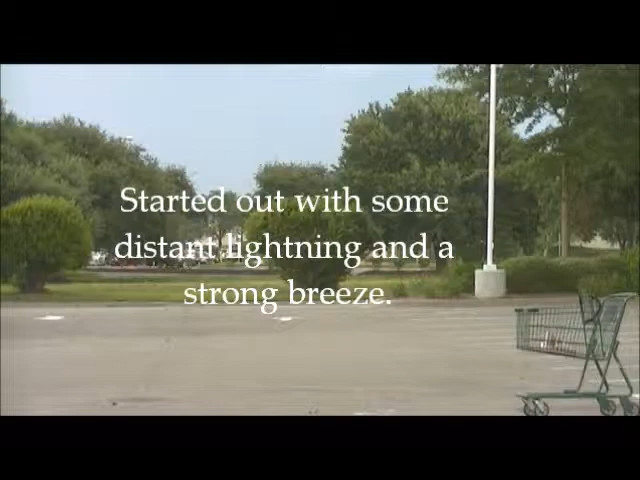 Started out with some
distant lightning and a
strong breeze.